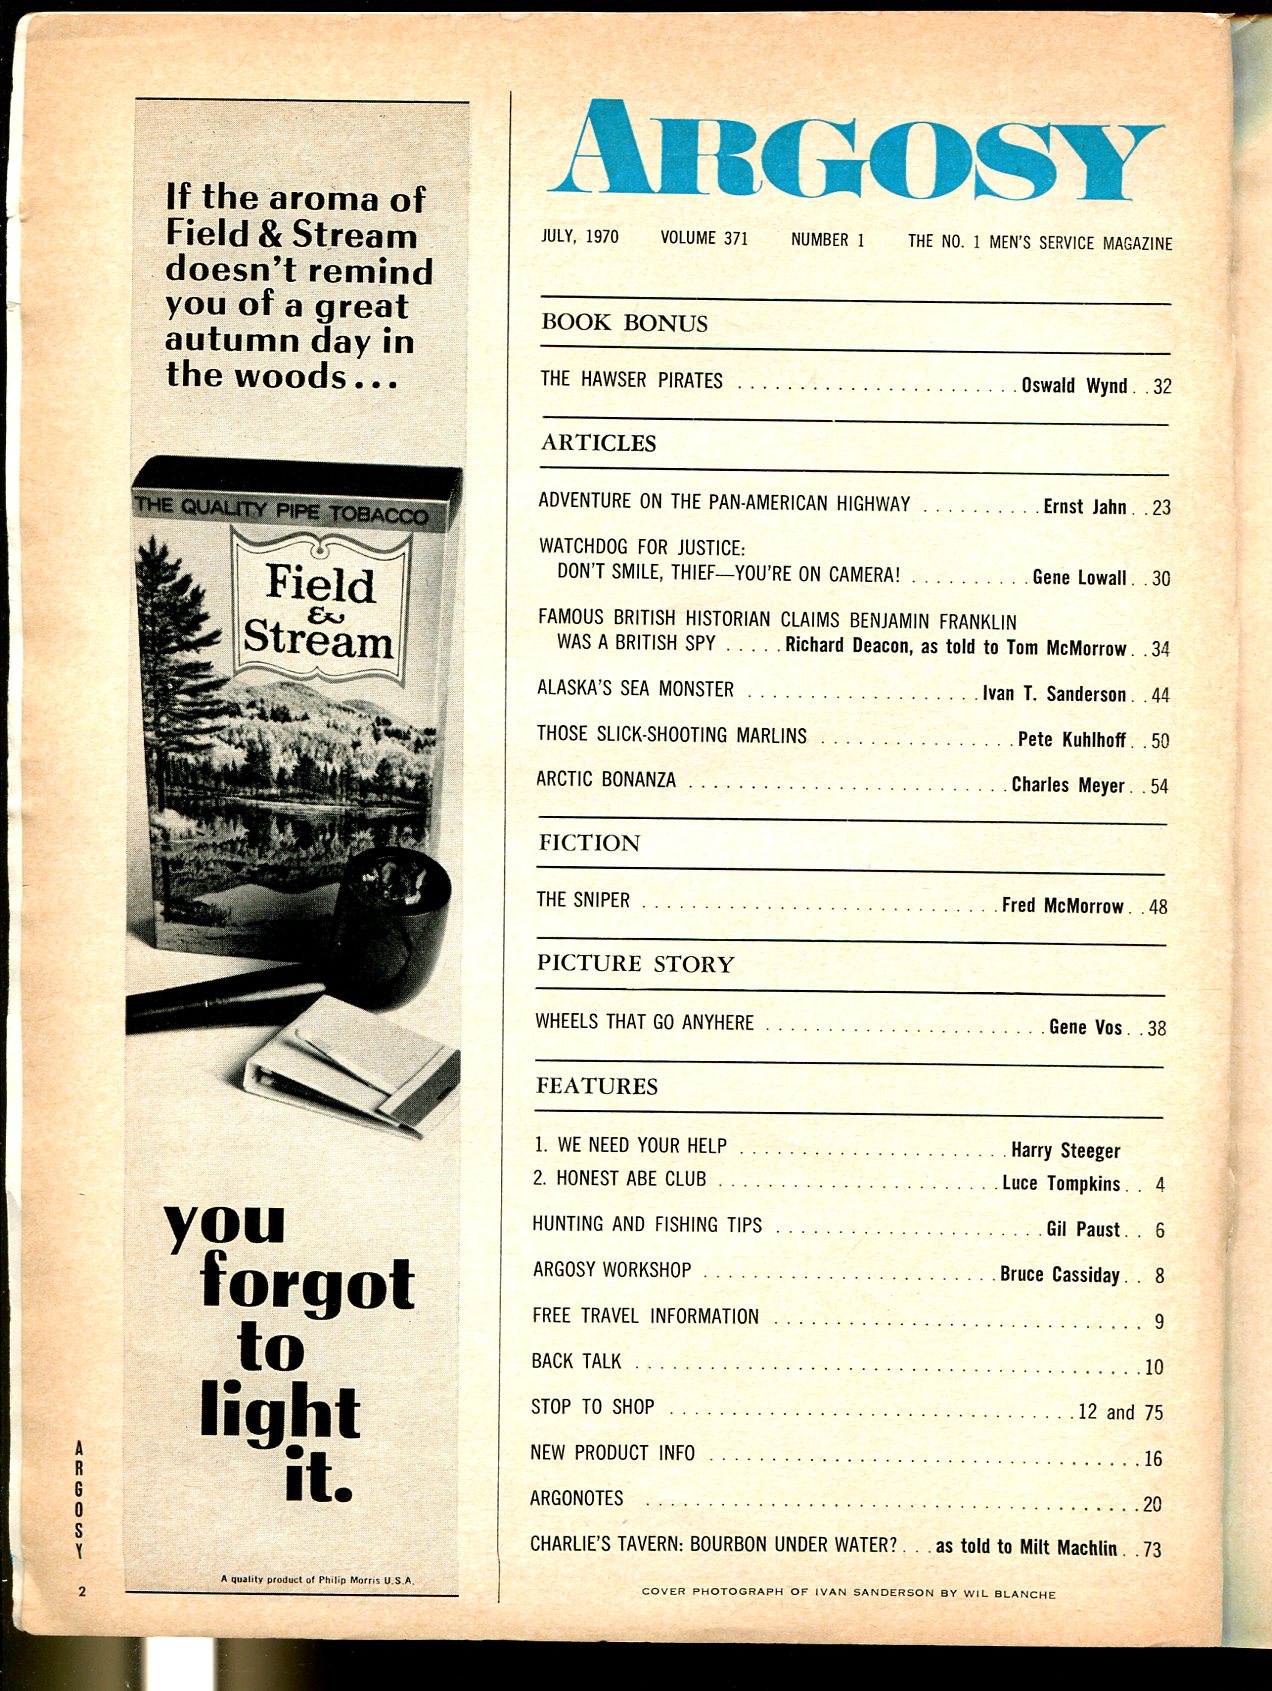 If the aroma of
Field & Stream
doesn't remind
you of a great
autumn day in
the woods...
THE QUALITY PIPE TOBACCO
Field
&
Stream
you
forgot
to
light
it.
A quality product of Philip Morris U.S.A.
ARGOSY
2
ARGOSY
JULY, 1970 VOLUME 371 NUMBER 1 THE NO. 1 MEN'S SERVICE MAGAZINE
BOOK BONUS
THE HAWSER PIRATES . . . . . . . . . . . . . . . . . . . . . . . Oswald Wynd . . 32
ARTICLES
ADVENTURE ON THE PAN-AMERICAN HIGHWAY . . . . . . . . . . Ernst Jahn . . 23
WATCHDOG FOR JUSTICE:
DON'T SMILE, THIEF—YOU'RE ON CAMERA! . . . . . . . . . . Gene Lowall . . 30
FAMOUS BRITISH HISTORIAN CLAIMS BENJAMIN FRANKLIN
WAS A BRITISH SPY . . . . . Richard Deacon, as told to Tom McMorrow . . 34
ALASKA'S SEA MONSTER . . . . . . . . . . . . . . . . . . . Ivan T. Sanderson . . 44
THOSE SLICK-SHOOTING MARLINS . . . . . . . . . . . . . . . . Pete Kuhlhoff . . 50
ARCTIC BONANZA . . . . . . . . . . . . . . . . . . . . . . . . . . Charles Meyer . . 54
FICTION
THE SNIPER . . . . . . . . . . . . . . . . . . . . . . . . . . . . . Fred McMorrow . . 48
PICTURE STORY
WHEELS THAT GO ANYHERE . . . . . . . . . . . . . . . . . . . . . . . Gene Vos . . 38
FEATURES
1. WE NEED YOUR HELP . . . . . . . . . . . . . . . . . . . . . . Harry Steeger
2. HONEST ABE CLUB . . . . . . . . . . . . . . . . . . . . . . . Luce Tompkins . . 4
HUNTING AND FISHING TIPS . . . . . . . . . . . . . . . . . . . . . . Gil Paust . . 6
ARGOSY WORKSHOP . . . . . . . . . . . . . . . . . . . . . . . . Bruce Cassiday . . 8
FREE TRAVEL INFORMATION . . . . . . . . . . . . . . . . . . . . . . . . . . . . . . 9
BACK TALK . . . . . . . . . . . . . . . . . . . . . . . . . . . . . . . . . . . . . . . . . 10
STOP TO SHOP . . . . . . . . . . . . . . . . . . . . . . . . . . . . . . . . . 12 and 75
NEW PRODUCT INFO . . . . . . . . . . . . . . . . . . . . . . . . . . . . . . . . . . . 16
ARGONOTES . . . . . . . . . . . . . . . . . . . . . . . . . . . . . . . . . . . . . . . . 20
CHARLIE'S TAVERN: BOURBON UNDER WATER? . . . as told to Milt Machlin . . 73
COVER PHOTOGRAPH OF IVAN SANDERSON BY WIL BLANCHE